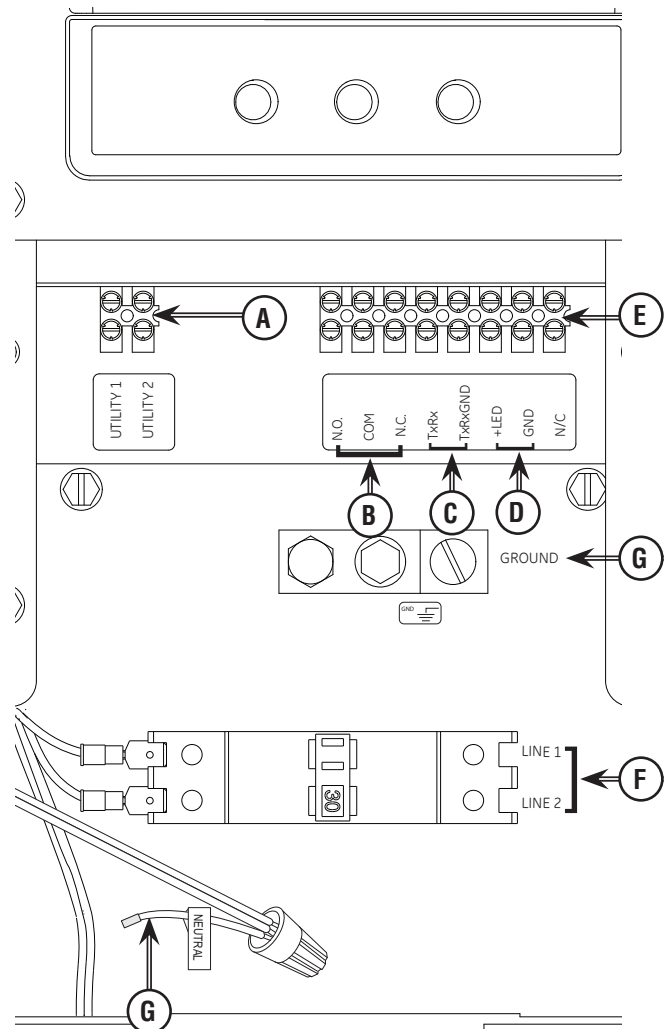 A
E
UTILITY 1
UTILITY 2
N.O.
COM
N.C.
TxRx
TxRxGND
+LED
GND
N/C
B
C
D
GROUND
G
GND
LINE 1
LINE 2
F
30
NEUTRAL
G